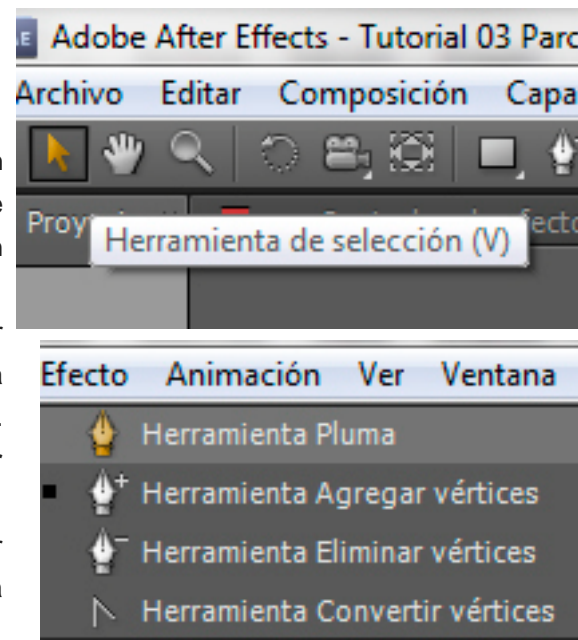 Adobe After Effects - Tutorial 03 Parc
Archivo Editar Composición Capa
Herramienta de selección (V)
Efecto Animación Ver Ventana
Herramienta Pluma
Herramienta Agregar vértices
Herramienta Eliminar vértices
Herramienta Convertir vértices